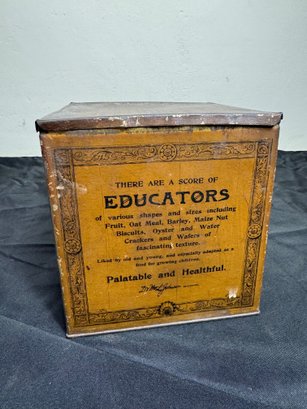 THERE ARE A SCORE OF
EDUCATORS
of various shapes and sizes including
Fruit, Oat Meal, Barley, Maize Nut
Biscuits, Oyster and Wafer
Crackers and Wafers of
fascinating texture.
Liked by old and young, and especially adapted as a
food for growing children.
Palatable and Healthful.
Johnson